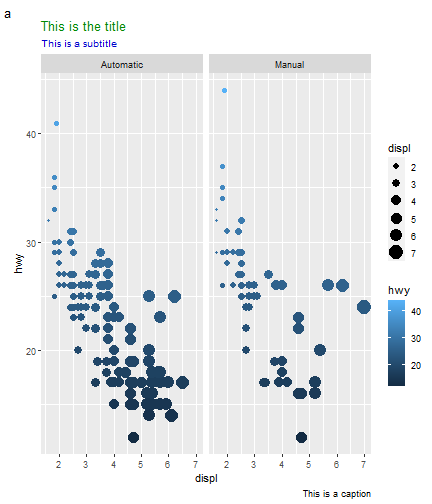 a
This is the title
This is a subtitle
Automatic Manual
hwy
40
30
20
2 3 4 5 6 7 2 3 4 5 6 7
displ
displ
2
3
4
5
6
7
hwy
40
30
20
This is a caption